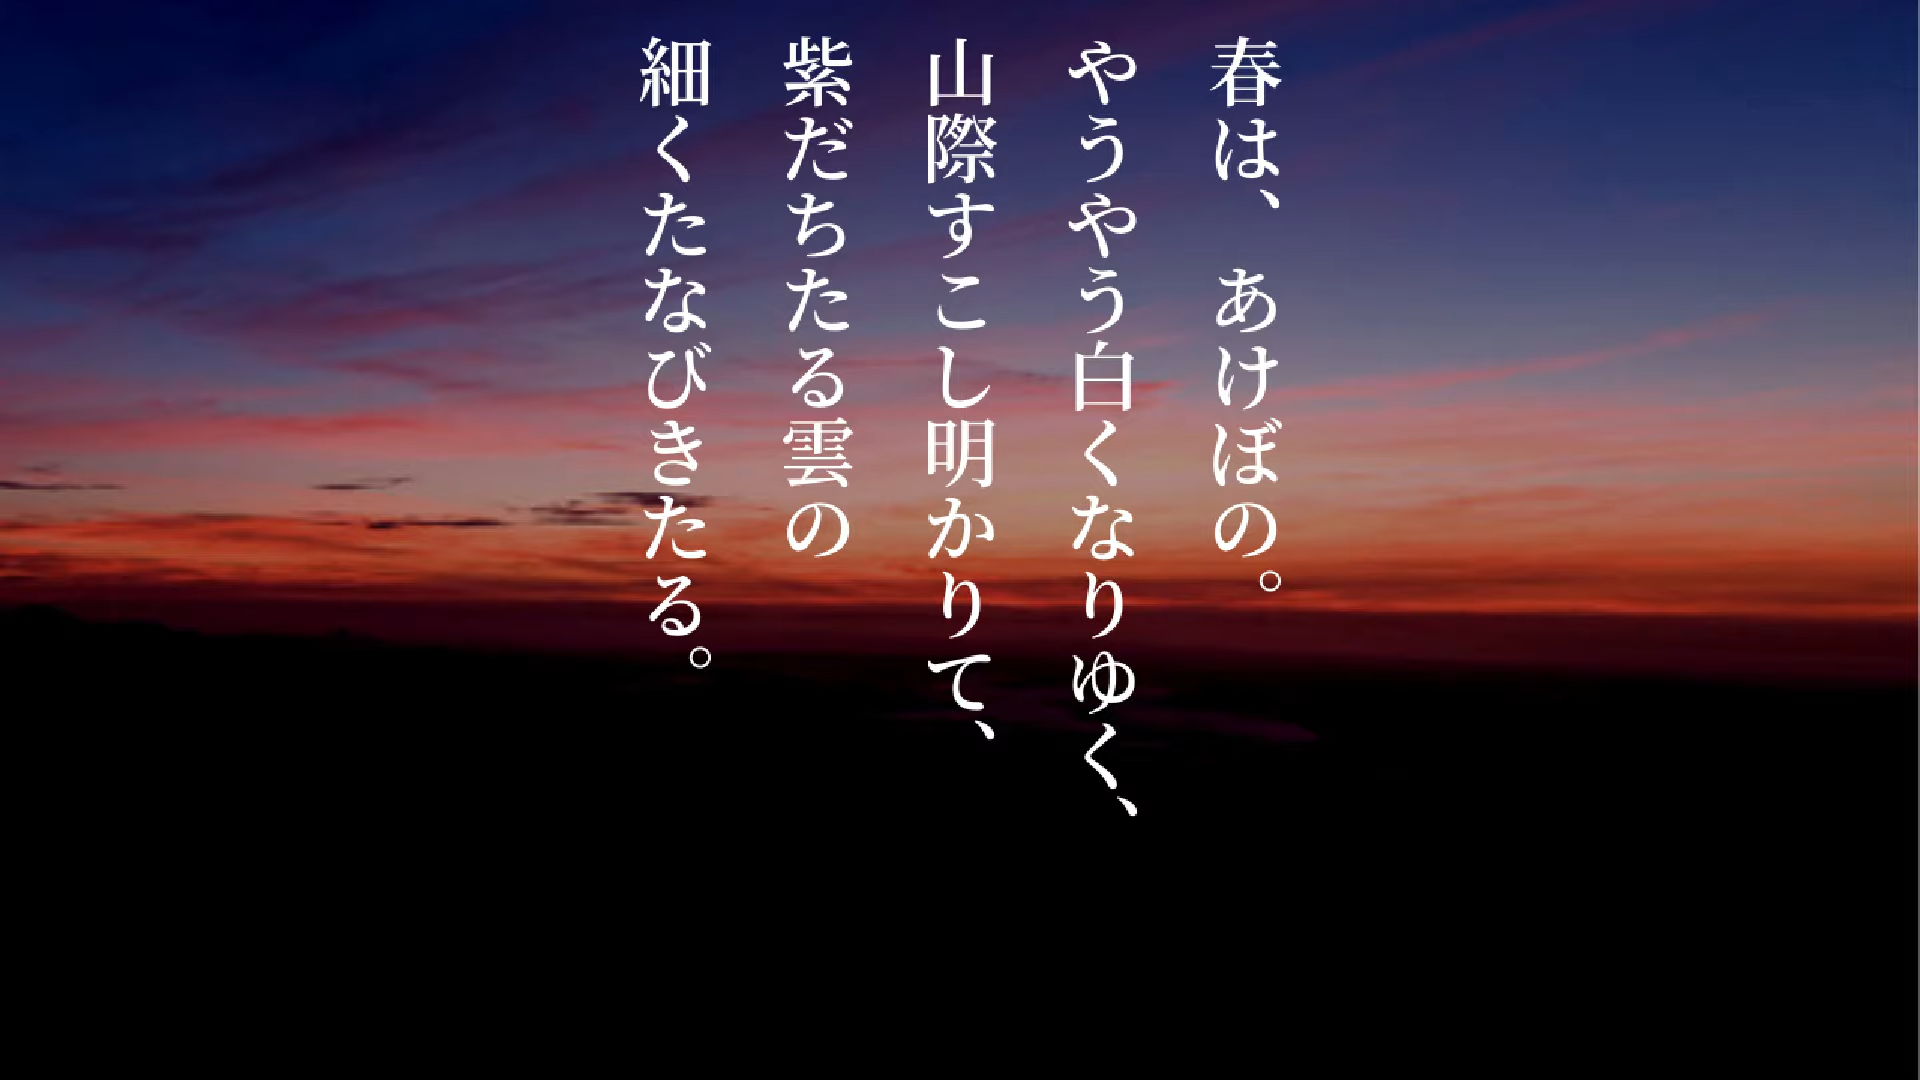 春は、あけぼの。
やうやう白くなりゆく、
山際すこし明かりて、
紫だちたる雲の
細くたなびきたる。